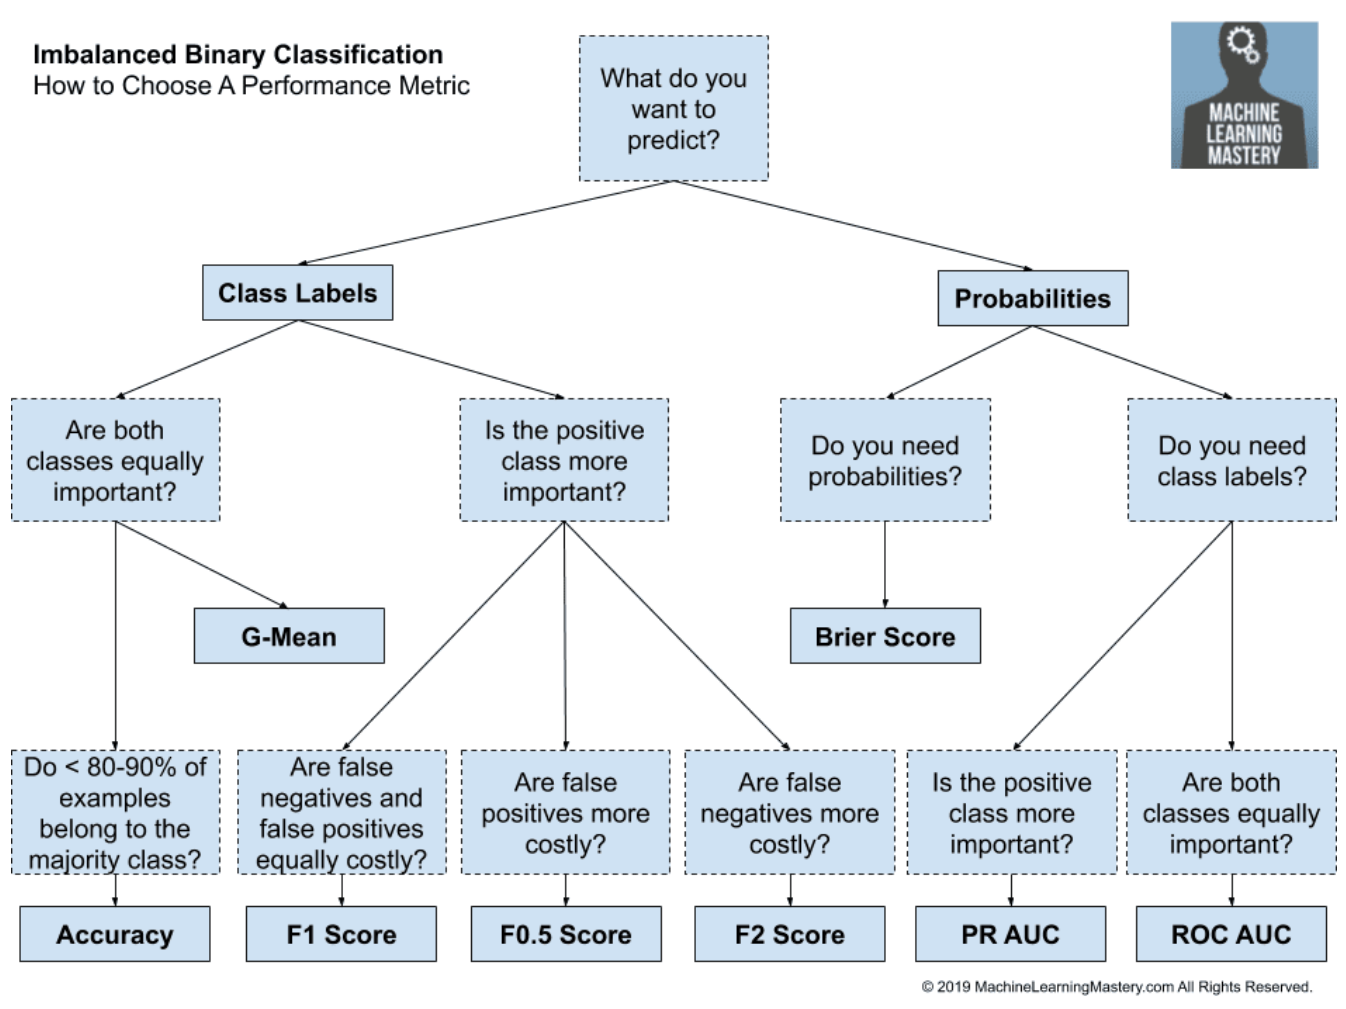 Imbalanced Binary Classification
How to Choose A Performance Metric
What do you
want to
predict?
MACHINE
LEARNING
MASTERY
Class Labels
Probabilities
Are both
classes equally
important?
Is the positive
class more
important?
Do you need
probabilities?
Do you need
class labels?
G-Mean
Brier Score
Do < 80-90% of
examples
belong to the
majority class?
Are false
negatives and
false positives
equally costly?
Are false
positives more
costly?
Are false
negatives more
costly?
Is the positive
class more
important?
Are both
classes equally
important?
Accuracy
F1 Score
F0.5 Score
F2 Score
PR AUC
ROC AUC
© 2019 MachineLearningMastery.com All Rights Reserved.